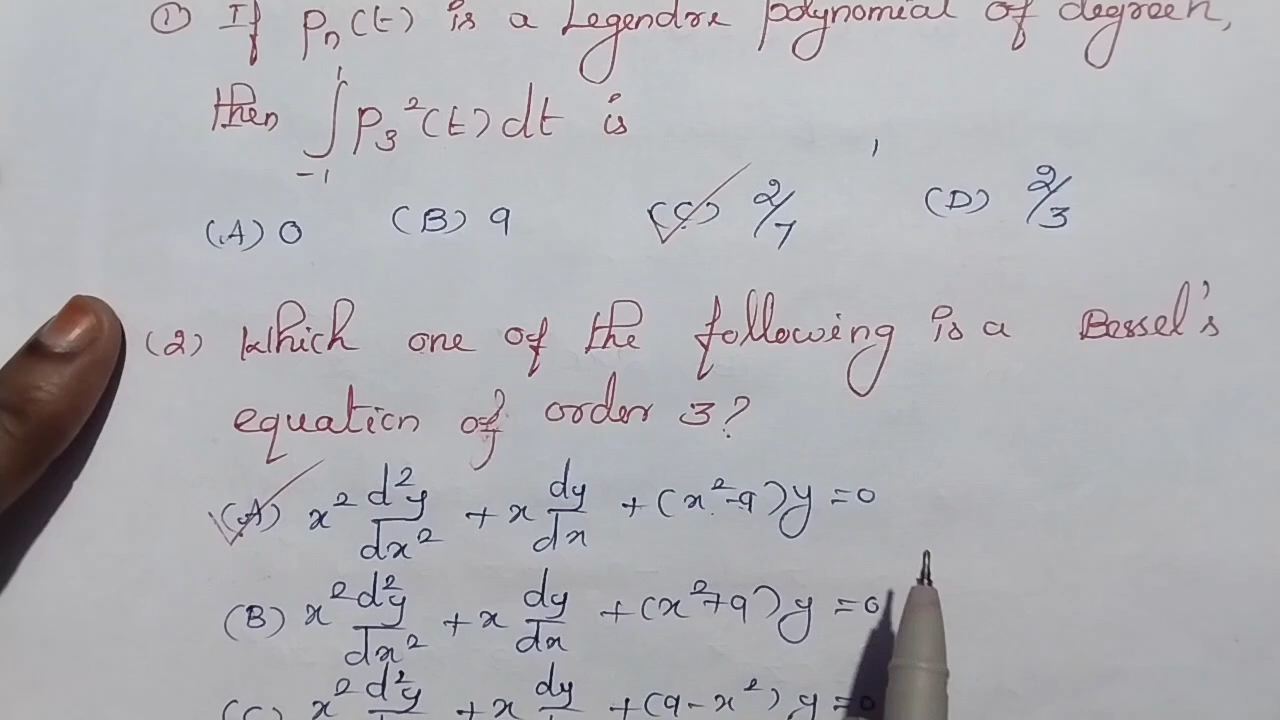 ① If Pn(t) is a Legendre polynomial of degree n,
then ∫₋₁¹ P₃²(t) dt is
(A) 0 (B) 9 (C) 2/7 (D) 2/3
(2) Which one of the following is a Bessel's
equation of order 3?
(A) x² d²y/dx² + x dy/dx + (x²-9)y = 0
(B) x² d²y/dx² + x dy/dx + (x²+9)y = 0
(C) x² d²y/ + x dy/ + (9-x²)y = 0